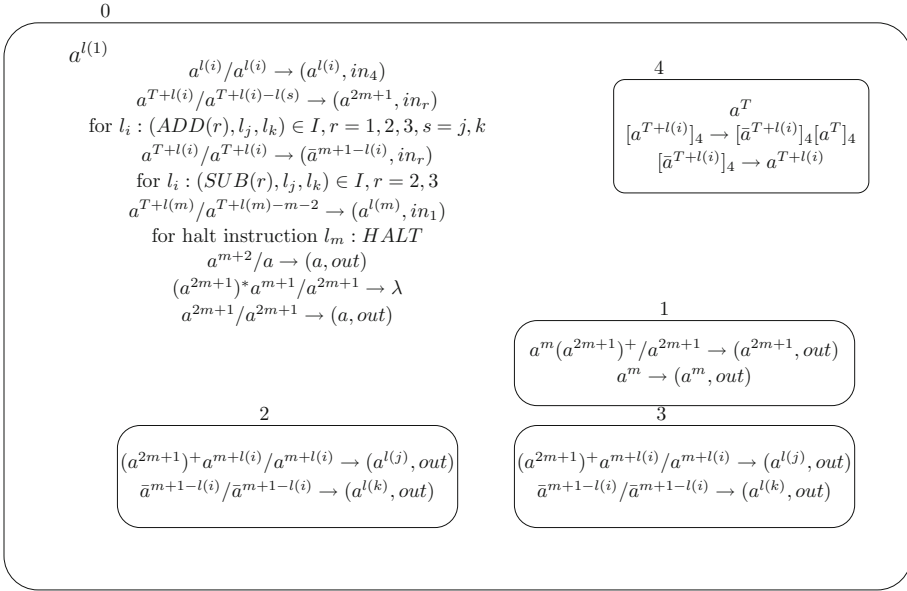 0
a^{l(1)}
a^{l(i)}/a^{l(i)} → (a^{l(i)}, in_4)
a^{T+l(i)}/a^{T+l(i)−l(s)} → (a^{2m+1}, in_r)
for l_i : (ADD(r), l_j, l_k) ∈ I, r = 1, 2, 3, s = j, k
a^{T+l(i)}/a^{T+l(i)} → (ā^{m+1−l(i)}, in_r)
for l_i : (SUB(r), l_j, l_k) ∈ I, r = 2, 3
a^{T+l(m)}/a^{T+l(m)−m−2} → (a^{l(m)}, in_1)
for halt instruction l_m : HALT
a^{m+2}/a → (a, out)
(a^{2m+1})^*a^{m+1}/a^{2m+1} → λ
a^{2m+1}/a^{2m+1} → (a, out)
4
a^T
[a^{T+l(i)}]_4 → [ā^{T+l(i)}]_4[a^T]_4
[ā^{T+l(i)}]_4 → a^{T+l(i)}
1
a^m(a^{2m+1})^+/a^{2m+1} → (a^{2m+1}, out)
a^m → (a^m, out)
2
(a^{2m+1})^+a^{m+l(i)}/a^{m+l(i)} → (a^{l(j)}, out)
ā^{m+1−l(i)}/ā^{m+1−l(i)} → (a^{l(k)}, out)
3
(a^{2m+1})^+a^{m+l(i)}/a^{m+l(i)} → (a^{l(j)}, out)
ā^{m+1−l(i)}/ā^{m+1−l(i)} → (a^{l(k)}, out)